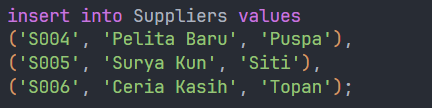 insert into Suppliers values
('S004', 'Pelita Baru', 'Puspa'),
('S005', 'Surya Kun', 'Siti'),
('S006', 'Ceria Kasih', 'Topan');